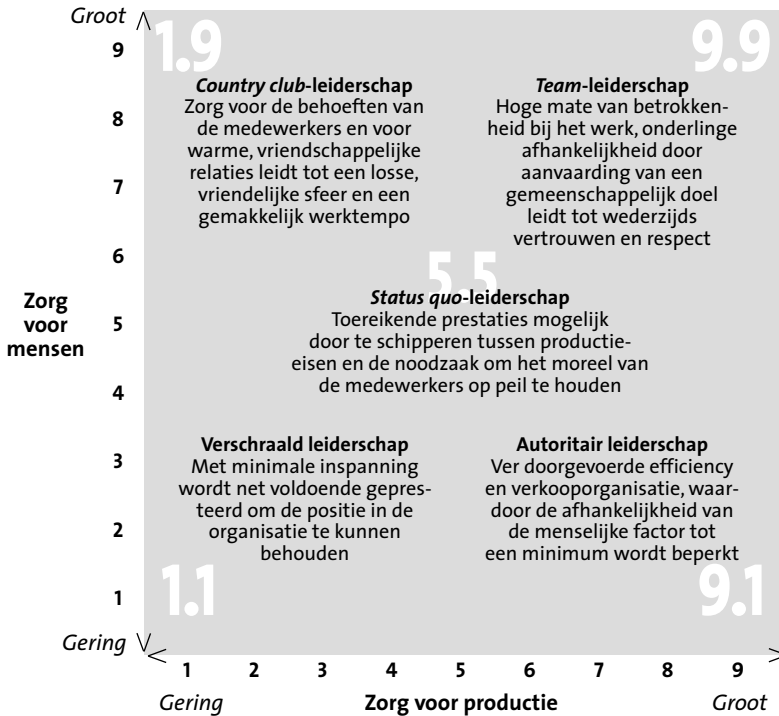 Groot
9
1.9
9.9
Country club-leiderschap
Zorg voor de behoeften van
de medewerkers en voor
warme, vriendschappelijke
relaties leidt tot een losse,
vriendelijke sfeer en een
gemakkelijk werktempo
Team-leiderschap
Hoge mate van betrokken-
heid bij het werk, onderlinge
afhankelijkheid door
aanvaarding van een
gemeenschappelijk doel
leidt tot wederzijds
vertrouwen en respect
8
7
6
5.5
Zorg
voor
mensen
5
Status quo-leiderschap
Toereikende prestaties mogelijk
door te schipperen tussen productie-
eisen en de noodzaak om het moreel van
de medewerkers op peil te houden
4
3
Verschraald leiderschap
Met minimale inspanning
wordt net voldoende gepres-
teerd om de positie in de
organisatie te kunnen
behouden
Autoritair leiderschap
Ver doorgevoerde efficiency
en verkooporganisatie, waar-
door de afhankelijkheid van
de menselijke factor tot
een minimum wordt beperkt
2
1
1.1
9.1
Gering
1 2 3 4 5 6 7 8 9
Gering Zorg voor productie Groot